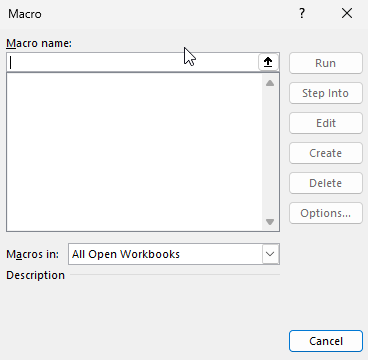 Macro
?
Macro name:
Run
Step Into
Edit
Create
Delete
Options...
Macros in:
All Open Workbooks
Description
Cancel